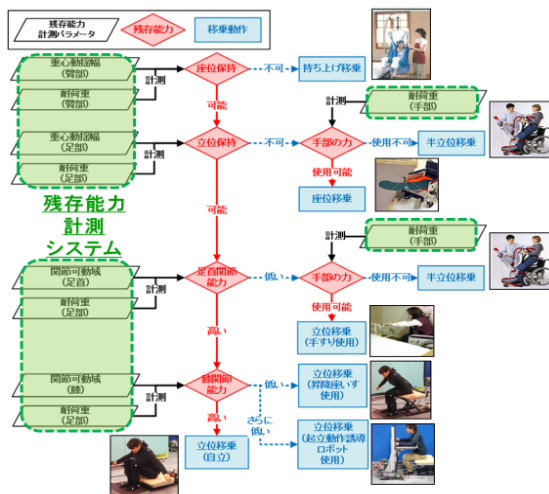 残存能力
計測パラメータ
残存能力
移乗動作
重心動揺幅
(臀部)
計測
座位保持
不可
持ち上げ移乗
耐荷重
(臀部)
可能
計測
耐荷重
(手部)
重心動揺幅
(足部)
計測
立位保持
不可
手部の力
使用不可
半立位移乗
耐荷重
(足部)
使用可能
座位移乗
残存能力
計測
システム
可能
計測
耐荷重
(手部)
関節可動域
(足首)
計測
足首関節
能力
低い
手部の力
使用不可
半立位移乗
耐荷重
(足部)
使用可能
高い
立位移乗
(手すり使用)
関節可動域
(膝)
計測
膝関節
能力
低い
立位移乗
(昇降座いす
使用)
耐荷重
(足部)
高い
さらに
低い
立位移乗
(自立)
立位移乗
(起立動作誘導
ロボット
使用)